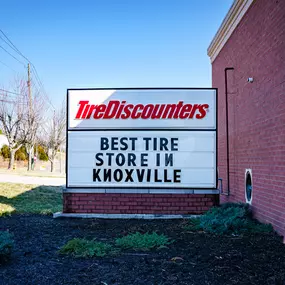 TireDiscounters
BEST TIRE
STORE IN
KNOXVILLE